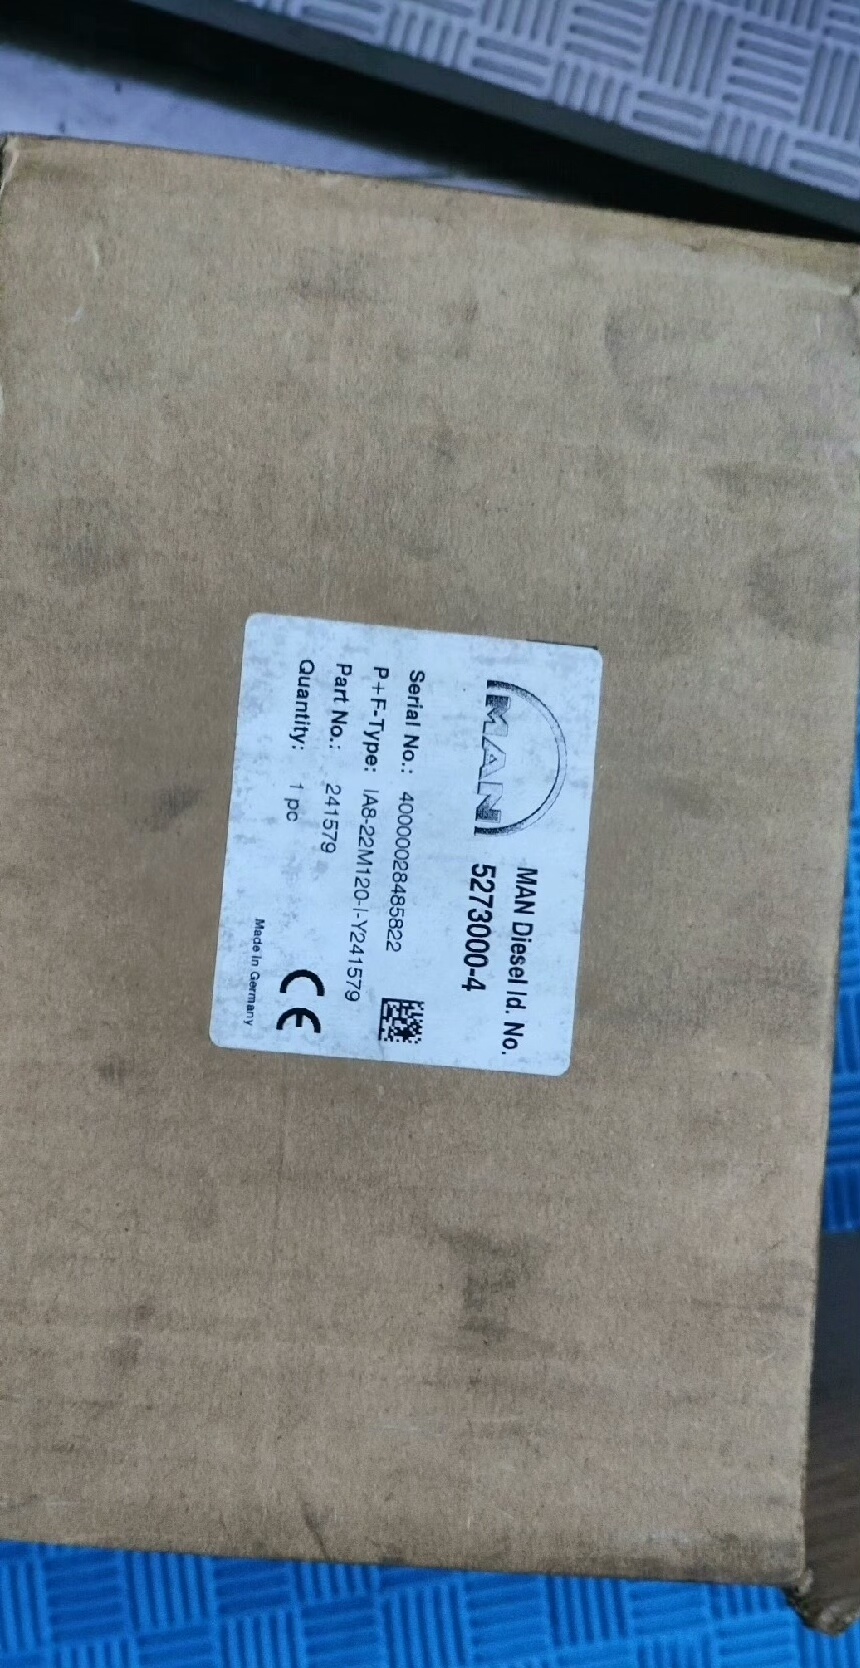 MAN
MAN Diesel Id. No.
5273000-4
Serial No.: 40000028485822
P+F-Type: IA8-22M120-I-Y241579
Part No.: 241579
Quantity: 1 pc
CE
Made in Germany